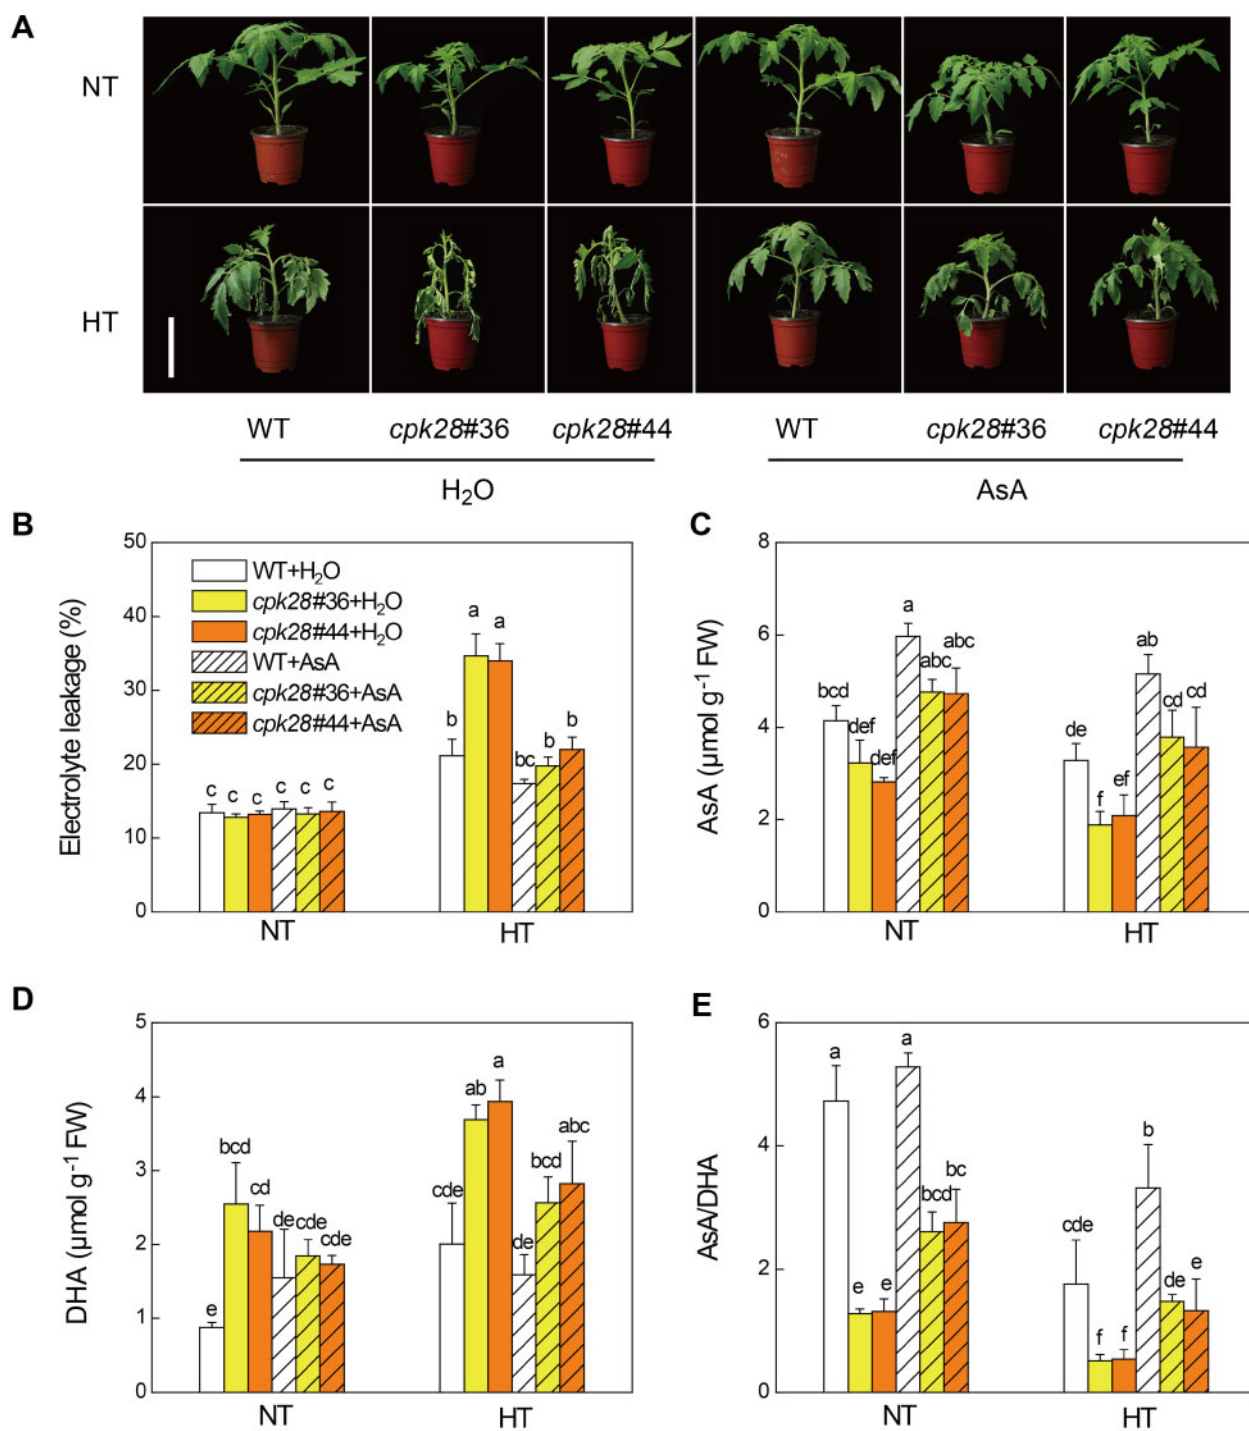 A
NT
HT
WT cpk28#36 cpk28#44 WT cpk28#36 cpk28#44
H₂O AsA
B
Electrolyte leakage (%)
50
40
30
20
10
0
WT+H₂O
cpk28#36+H₂O
cpk28#44+H₂O
WT+AsA
cpk28#36+AsA
cpk28#44+AsA
c c c c c c
b a a bc b b
NT HT
C
AsA (μmol g⁻¹ FW)
8
6
4
2
0
bcd def def a abc abc
de f ef ab cd cd
NT HT
D
DHA (μmol g⁻¹ FW)
5
4
3
2
1
0
e bcd cd de cde cde
cde ab a de bcd abc
NT HT
E
AsA/DHA
6
4
2
0
a e e a bcd bc
cde f f b de e
NT HT